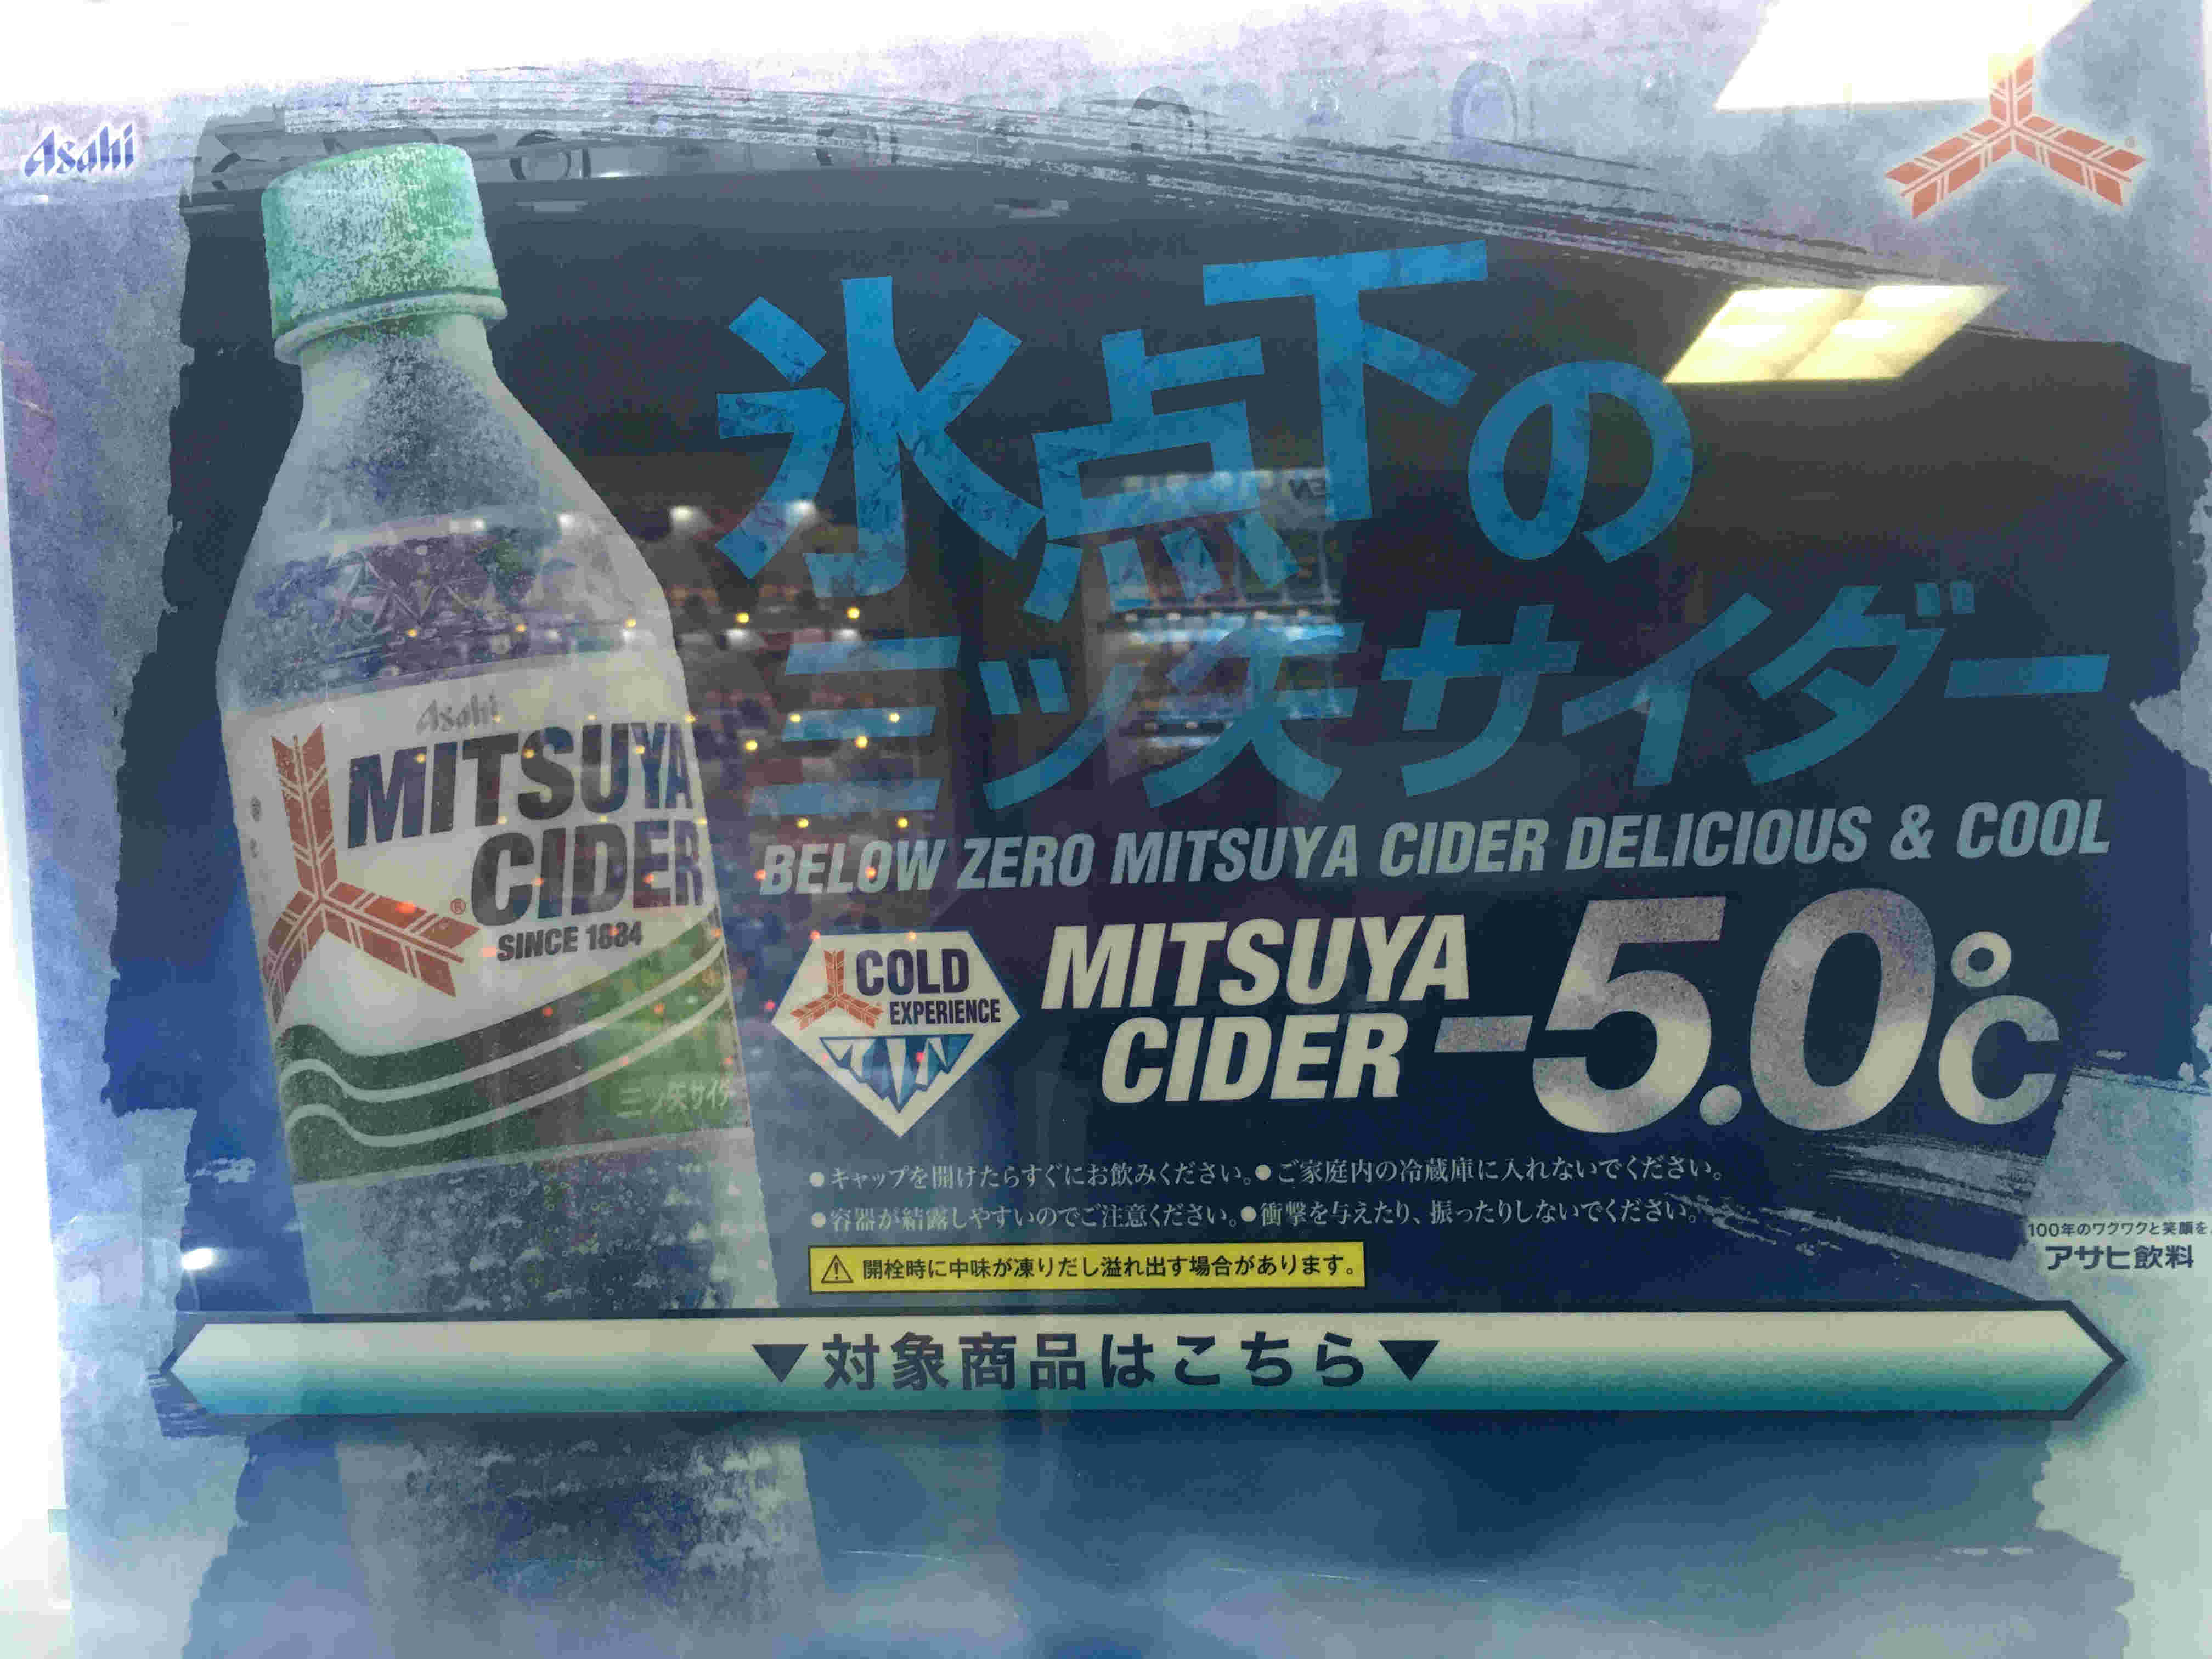 Asahi
氷点下の
三ツ矢サイダー
BELOW ZERO MITSUYA CIDER DELICIOUS & COOL
Asahi
MITSUYA
CIDER
®
SINCE 1884
三ツ矢サイダ
COLD
EXPERIENCE
MITSUYA
CIDER
-5.0℃
●キャップを開けたらすぐにお飲みください。●ご家庭内の冷蔵庫に入れないでください。
●容器が結露しやすいのでご注意ください。●衝撃を与えたり、振ったりしないでください。
開栓時に中味が凍りだし溢れ出す場合があります。
100年のワクワクと笑顔を
アサヒ飲料
▼対象商品はこちら▼